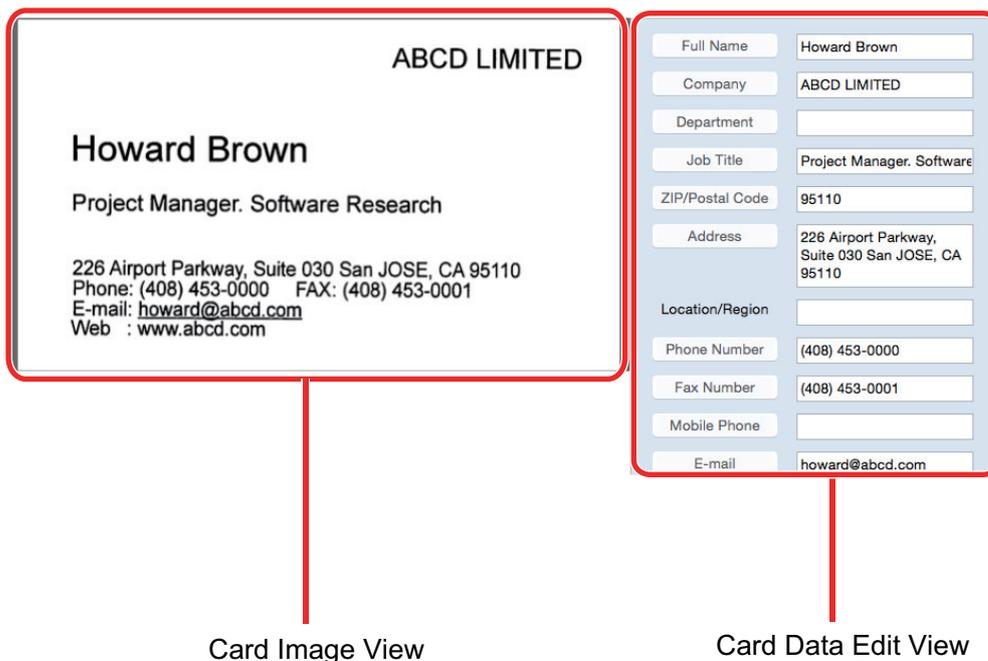 ABCD LIMITED
Howard Brown
Project Manager. Software Research
226 Airport Parkway, Suite 030 San JOSE, CA 95110
Phone: (408) 453-0000 FAX: (408) 453-0001
E-mail: howard@abcd.com
Web : www.abcd.com
Full Name Howard Brown
Company ABCD LIMITED
Department
Job Title Project Manager. Software
ZIP/Postal Code 95110
Address 226 Airport Parkway,
Suite 030 San JOSE, CA
95110
Location/Region
Phone Number (408) 453-0000
Fax Number (408) 453-0001
Mobile Phone
E-mail howard@abcd.com
Card Image View
Card Data Edit View